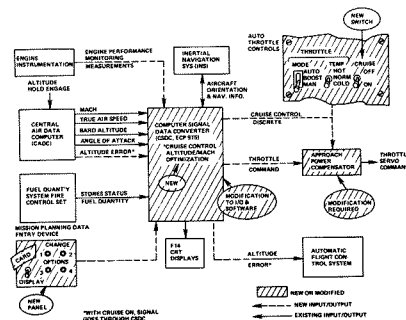 NEW SWITCH
AUTO THROTTLE CONTROLS
THROTTLE
MODE
AUTO
BOOST
MAN
TEMP
HOT
NORM
COLD
CRUISE
OFF
ON
ENGINE INSTRUMENTATION
ENGINE PERFORMANCE MONITORING MEASUREMENTS
INERTIAL NAVIGATION SYS (INS)
ALTITUDE HOLD ENGAGE
AIRCRAFT ORIENTATION & NAV. INFO.
CENTRAL AIR DATA COMPUTER (CADC)
MACH
TRUE AIR SPEED
BARO ALTITUDE
ANGLE OF ATTACK
ALTITUDE ERROR*
COMPUTER SIGNAL DATA CONVERTER (CSDC, ECP 975)
*CRUISE CONTROL ALTITUDE/MACH OPTIMIZATION
NEW
CRUISE CONTROL DISCRETE
THROTTLE COMMAND
APPROACH POWER COMPENSATOR
THROTTLE SERVO COMMAND
FUEL QUANTITY SYSTEM FIRE CONTROL SET
STORES STATUS
FUEL QUANTITY
MODIFICATION TO I/O & SOFTWARE
MODIFICATION REQUIRED
MISSION PLANNING DATA ENTRY DEVICE
CARD
CHANGE
1 2
OPTIONS
3 4
DISPLAY
NEW PANEL
F14 CRT DISPLAYS
ALTITUDE ERROR*
AUTOMATIC FLIGHT CONTROL SYSTEM
NEW OR MODIFIED
NEW INPUT/OUTPUT
EXISTING INPUT/OUTPUT
*WITH CRUISE ON, SIGNAL GOES THROUGH CSDC